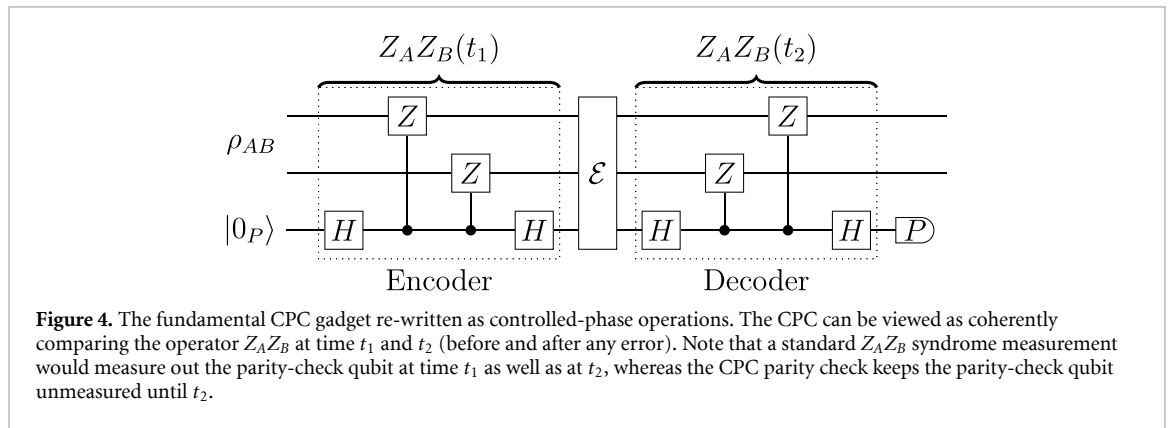 Z_A Z_B(t_1) Z_A Z_B(t_2)
Z Z
ρ_AB Z ℰ Z
|0_P⟩ H H H H P
Encoder Decoder
Figure 4. The fundamental CPC gadget re-written as controlled-phase operations. The CPC can be viewed as coherently
comparing the operator Z_A Z_B at time t_1 and t_2 (before and after any error). Note that a standard Z_A Z_B syndrome measurement
would measure out the parity-check qubit at time t_1 as well as at t_2, whereas the CPC parity check keeps the parity-check qubit
unmeasured until t_2.